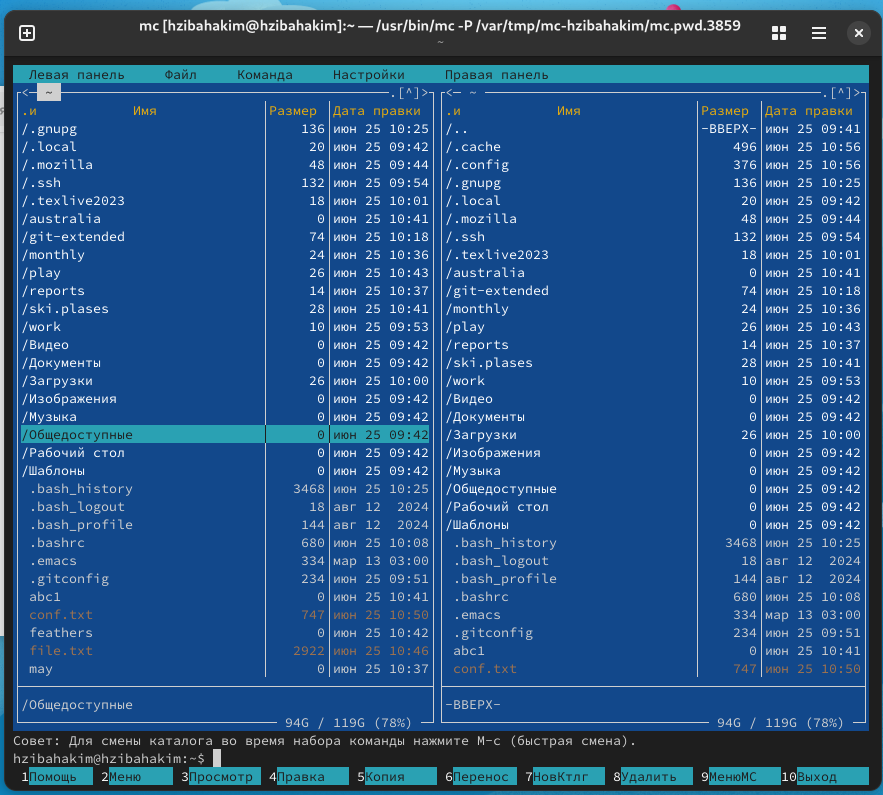 mc [hzibahakim@hzibahakim]:~ — /usr/bin/mc -P /var/tmp/mc-hzibahakim/mc.pwd.3859
~
Левая панель Файл Команда Настройки Правая панель
<─ ~ .[^]> <─ ~ .[^]>
.и Имя Размер Дата правки .и Имя Размер Дата правки
/.gnupg 136 июн 25 10:25 /.. -ВВЕРХ- июн 25 09:41
/.local 20 июн 25 09:42 /.cache 496 июн 25 10:56
/.mozilla 48 июн 25 09:44 /.config 376 июн 25 10:56
/.ssh 132 июн 25 09:54 /.gnupg 136 июн 25 10:25
/.texlive2023 18 июн 25 10:01 /.local 20 июн 25 09:42
/australia 0 июн 25 10:41 /.mozilla 48 июн 25 09:44
/git-extended 74 июн 25 10:18 /.ssh 132 июн 25 09:54
/monthly 24 июн 25 10:36 /.texlive2023 18 июн 25 10:01
/play 26 июн 25 10:43 /australia 0 июн 25 10:41
/reports 14 июн 25 10:37 /git-extended 74 июн 25 10:18
/ski.plases 28 июн 25 10:41 /monthly 24 июн 25 10:36
/work 10 июн 25 09:53 /play 26 июн 25 10:43
/Видео 0 июн 25 09:42 /reports 14 июн 25 10:37
/Документы 0 июн 25 09:42 /ski.plases 28 июн 25 10:41
/Загрузки 26 июн 25 10:00 /work 10 июн 25 09:53
/Изображения 0 июн 25 09:42 /Видео 0 июн 25 09:42
/Музыка 0 июн 25 09:42 /Документы 0 июн 25 09:42
/Общедоступные 0 июн 25 09:42 /Загрузки 26 июн 25 10:00
/Рабочий стол 0 июн 25 09:42 /Изображения 0 июн 25 09:42
/Шаблоны 0 июн 25 09:42 /Музыка 0 июн 25 09:42
.bash_history 3468 июн 25 10:25 /Общедоступные 0 июн 25 09:42
.bash_logout 18 авг 12 2024 /Рабочий стол 0 июн 25 09:42
.bash_profile 144 авг 12 2024 /Шаблоны 0 июн 25 09:42
.bashrc 680 июн 25 10:08 .bash_history 3468 июн 25 10:25
.emacs 334 мар 13 03:00 .bash_logout 18 авг 12 2024
.gitconfig 234 июн 25 09:51 .bash_profile 144 авг 12 2024
abc1 0 июн 25 10:41 .bashrc 680 июн 25 10:08
conf.txt 747 июн 25 10:50 .emacs 334 мар 13 03:00
feathers 0 июн 25 10:42 .gitconfig 234 июн 25 09:51
file.txt 2922 июн 25 10:46 abc1 0 июн 25 10:41
may 0 июн 25 10:37 conf.txt 747 июн 25 10:50
/Общедоступные -ВВЕРХ-
94G / 119G (78%) 94G / 119G (78%)
Совет: Для смены каталога во время набора команды нажмите M-c (быстрая смена).
hzibahakim@hzibahakim:~$
1Помощь 2Меню 3Просмотр 4Правка 5Копия 6Перенос 7НовКтлг 8Удалить 9МенюМС 10Выход